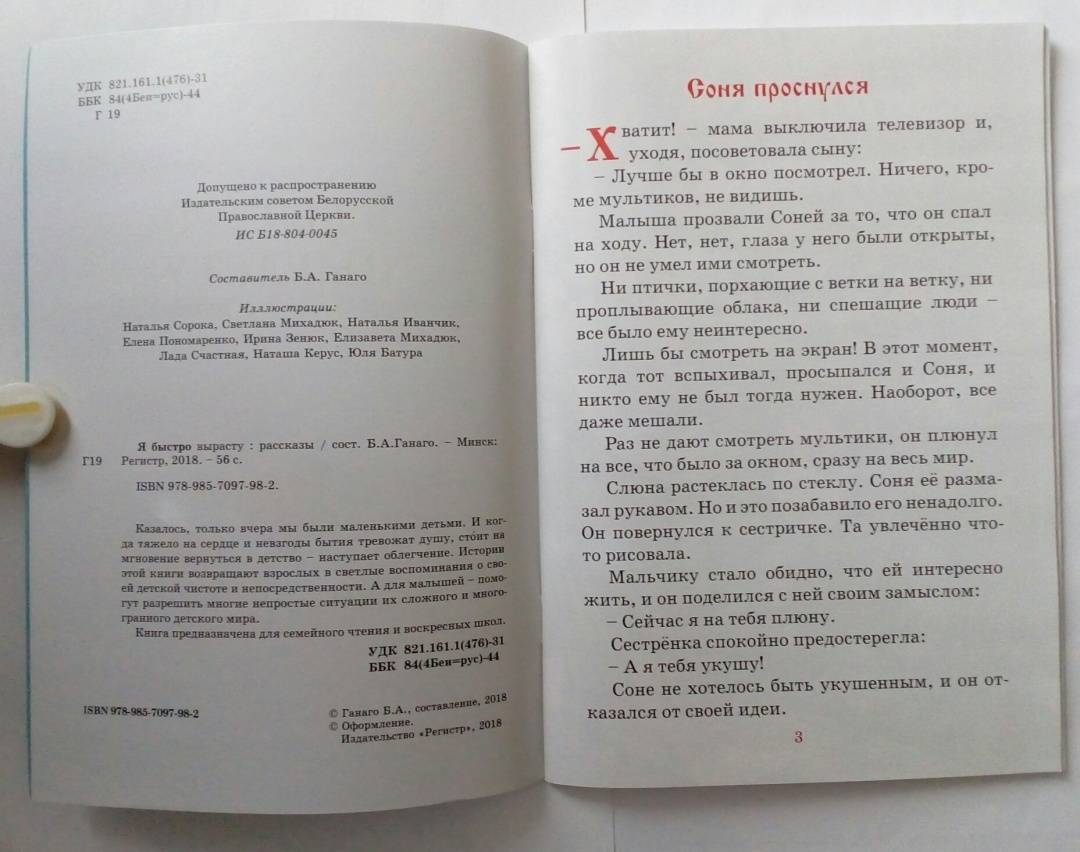 УДК 821.161.1(476)-31
ББК 84(4Беи=рус)-44
Г 19
Допущено к распространению
Издательским советом Белорусской
Православной Церкви.
ИС Б18-804-0045
Составитель Б.А. Ганаго
Илллюстрации:
Наталья Сорока, Светлана Михадюк, Наталья Иванчик,
Елена Пономаренко, Ирина Зенюк, Елизавета Михадюк,
Лада Счастная, Наташа Керус, Юля Батура
Я быстро вырасту : рассказы / сост. Б.А.Ганаго. – Минск:
Г19 Регистр, 2018. – 56 с.
ISBN 978-985-7097-98-2.
Казалось, только вчера мы были маленькими детьми. И ког-
да тяжело на сердце и невзгоды бытия тревожат душу, стоит на
мгновение вернуться в детство – наступает облегчение. Истории
этой книги возвращают взрослых в светлые воспоминания о сво-
ей детской чистоте и непосредственности. А для малышей – помо-
гут разрешить многие непростые ситуации их сложного и много-
гранного детского мира.
Книга предназначена для семейного чтения и воскресных школ.
УДК 821.161.1(476)-31
ББК 84(4Беи=рус)-44
ISBN 978-985-7097-98-2
© Ганаго Б.А., составление, 2018
© Оформление.
Издательство «Регистр», 2018
Соня проснулся
– Хватит! – мама выключила телевизор и,
уходя, посоветовала сыну:
– Лучше бы в окно посмотрел. Ничего, кро-
ме мультиков, не видишь.
Малыша прозвали Соней за то, что он спал
на ходу. Нет, нет, глаза у него были открыты,
но он не умел ими смотреть.
Ни птички, порхающие с ветки на ветку, ни
проплывающие облака, ни спешащие люди –
все было ему неинтересно.
Лишь бы смотреть на экран! В этот момент,
когда тот вспыхивал, просыпался и Соня, и
никто ему не был тогда нужен. Наоборот, все
даже мешали.
Раз не дают смотреть мультики, он плюнул
на все, что было за окном, сразу на весь мир.
Слюна растеклась по стеклу. Соня её разма-
зал рукавом. Но и это позабавило его ненадолго.
Он повернулся к сестричке. Та увлечённо что-
то рисовала.
Мальчику стало обидно, что ей интересно
жить, и он поделился с ней своим замыслом:
– Сейчас я на тебя плюну.
Сестрёнка спокойно предостерегла:
– А я тебя укушу!
Соне не хотелось быть укушенным, и он от-
казался от своей идеи.
3